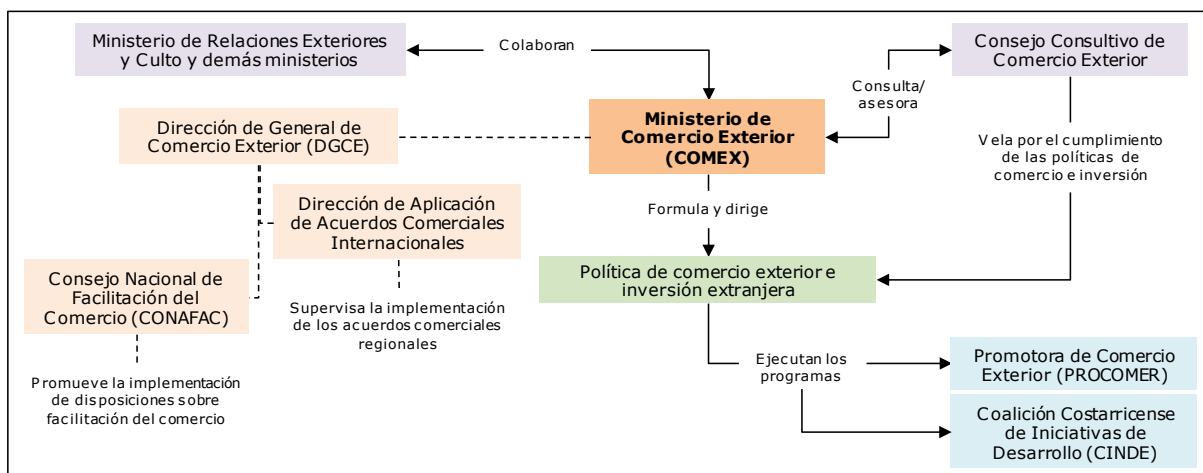 Ministerio de Relaciones Exteriores
y Culto y demás ministerios
Colaboran
Consejo Consultivo de
Comercio Exterior
Consulta/
asesora
Dirección de General de
Comercio Exterior (DGCE)
Ministerio de
Comercio Exterior
(COMEX)
Vela por el cumplimiento
de las políticas de
comercio e inversión
Dirección de Aplicación
de Acuerdos Comerciales
Internacionales
Formula y dirige
Consejo Nacional de
Facilitación del
Comercio (CONAFAC)
Política de comercio exterior e
inversión extranjera
Supervisa la implementación
de los acuerdos comerciales
regionales
Promueve la implementación
de disposiciones sobre
facilitación del comercio
Ejecutan los
programas
Promotora de Comercio
Exterior (PROCOMER)
Coalición Costarricense
de Iniciativas de
Desarrollo (CINDE)